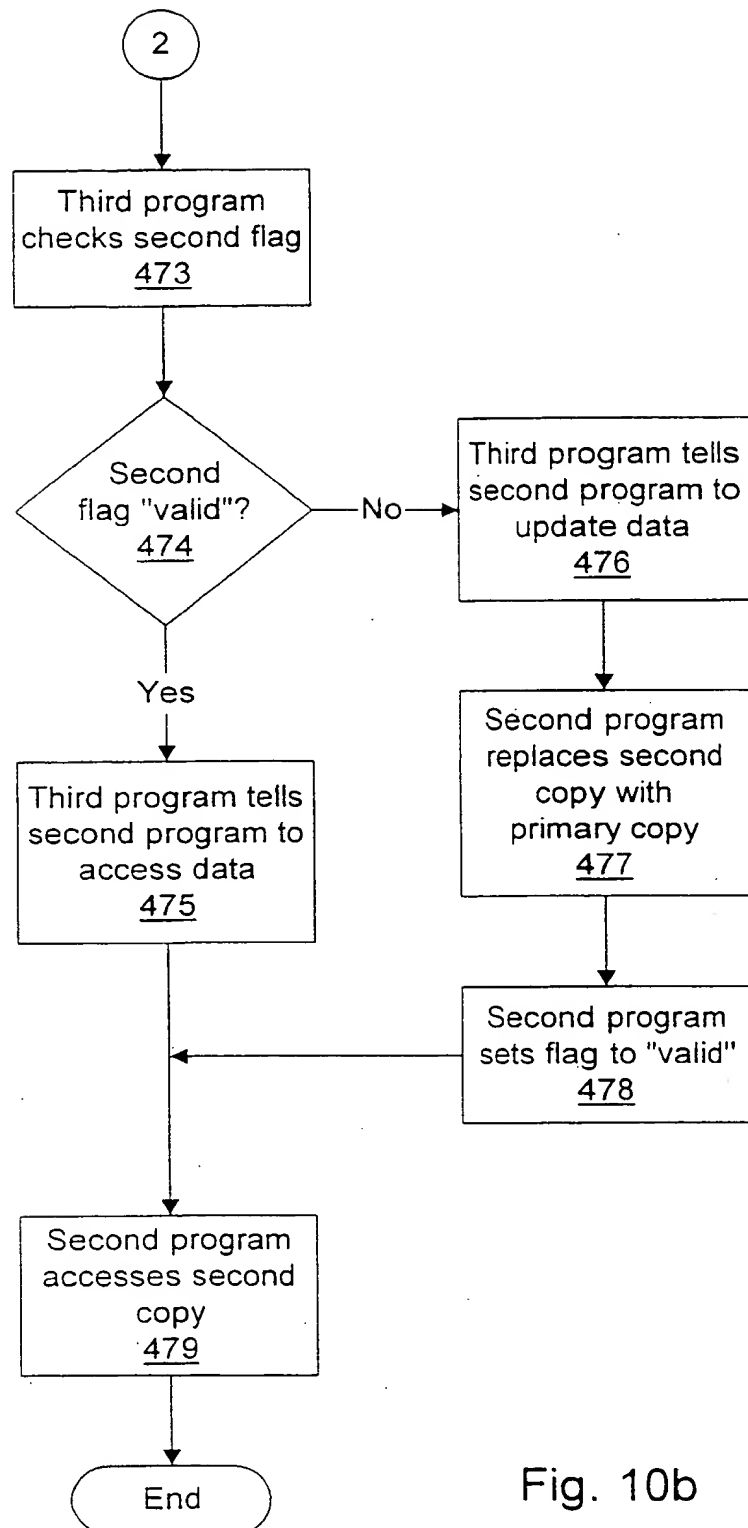 2
Third program
checks second flag
473
Second
flag "valid"?
474
No
Third program tells
second program to
update data
476
Yes
Second program
replaces second
copy with
primary copy
477
Third program tells
second program to
access data
475
Second program
sets flag to "valid"
478
Second program
accesses second
copy
479
End
Fig. 10b